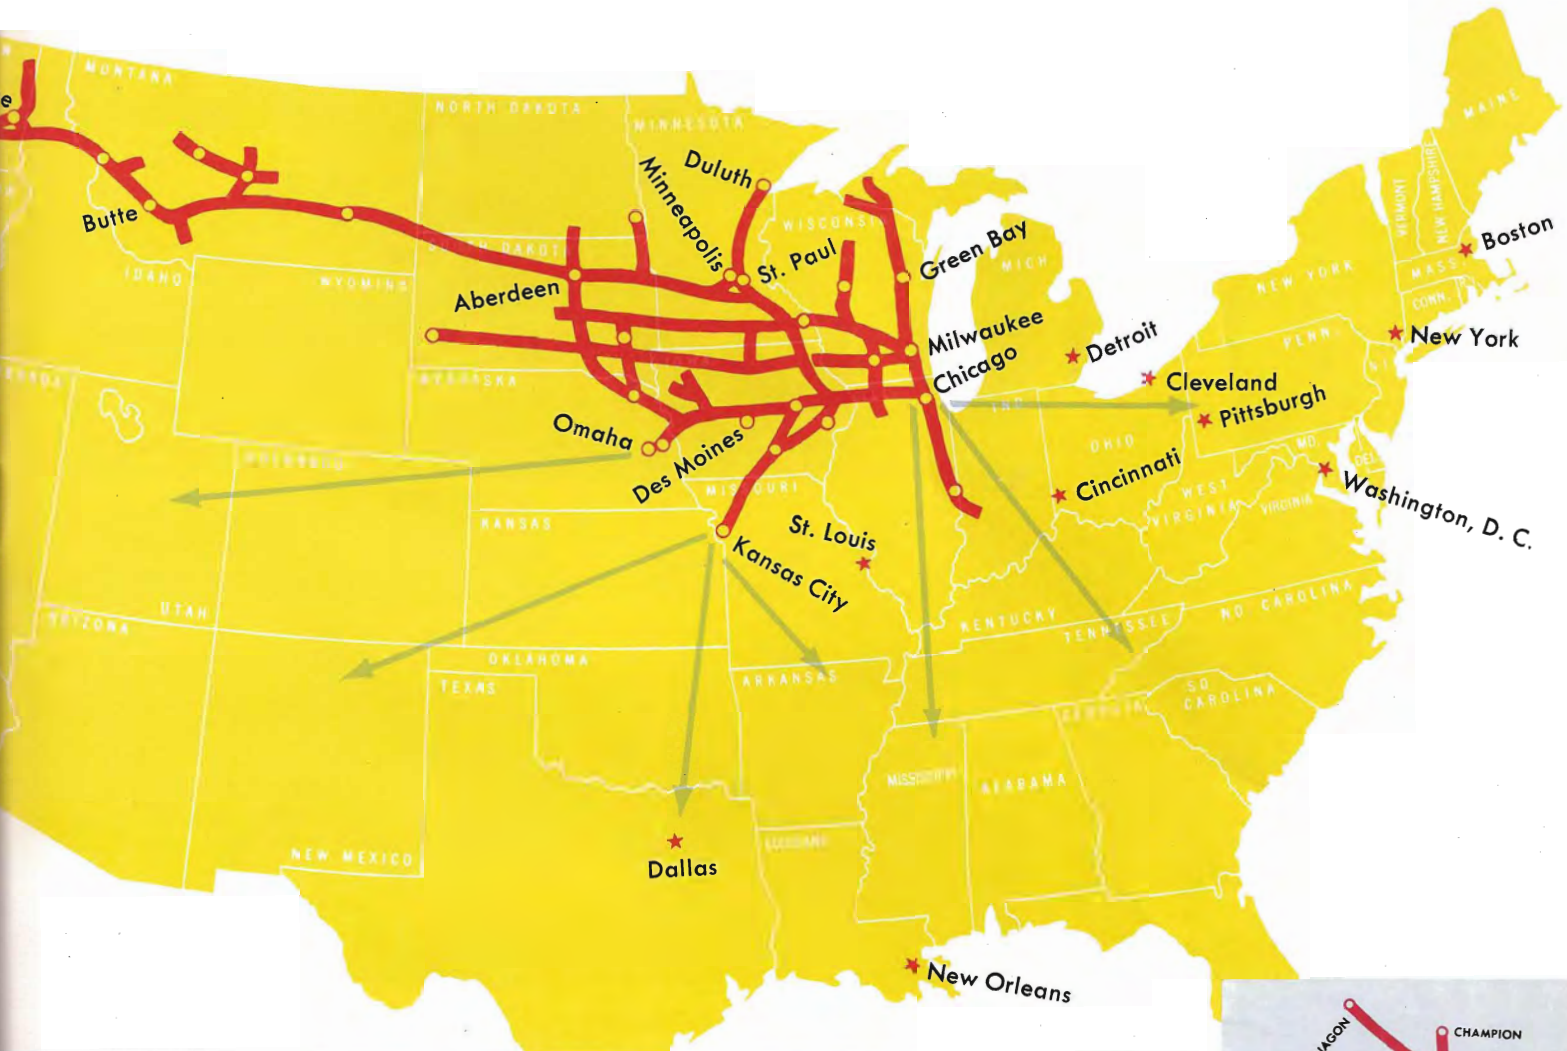 MONTANA
NORTH DAKOTA
MINNESOTA
MAINE
Duluth
Minneapolis
VERMONT
NEW HAMPSHIRE
Butte
St. Paul
Green Bay
Boston
MICH
MASS
NEW YORK
IDAHO
WYOMING
Aberdeen
CONN.
Milwaukee
Detroit
New York
PENN.
Chicago
Cleveland
Pittsburgh
IND
OHIO
MD.
DEL
Omaha
Des Moines
Cincinnati
Washington, D. C.
WEST
VIRGINIA
VIRGINIA
MISSOURI
KANSAS
St. Louis
Kansas City
UTAH
ARIZONA
KENTUCKY
TENNESSEE
NO CAROLINA
OKLAHOMA
TEXAS
ARKANSAS
SO
CAROLINA
GEORGIA
MISSISSIPPI
ALABAMA
NEW MEXICO
LOUISIANA
Dallas
New Orleans
CHAMPION